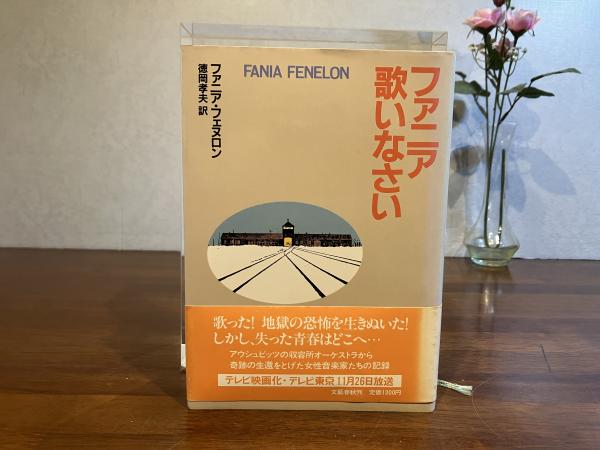 FANIA FENELON
ファニア
歌いなさい
ファニア・フェヌロン
徳岡孝夫 訳
歌った! 地獄の恐怖を生きぬいた!
しかし、失った青春はどこへ…
アウシュビッツの収容所オーケストラから
奇跡の生還をとげた女性音楽家たちの記録
テレビ映画化・テレビ東京11月26日放送
文藝春秋刊 定価1300円